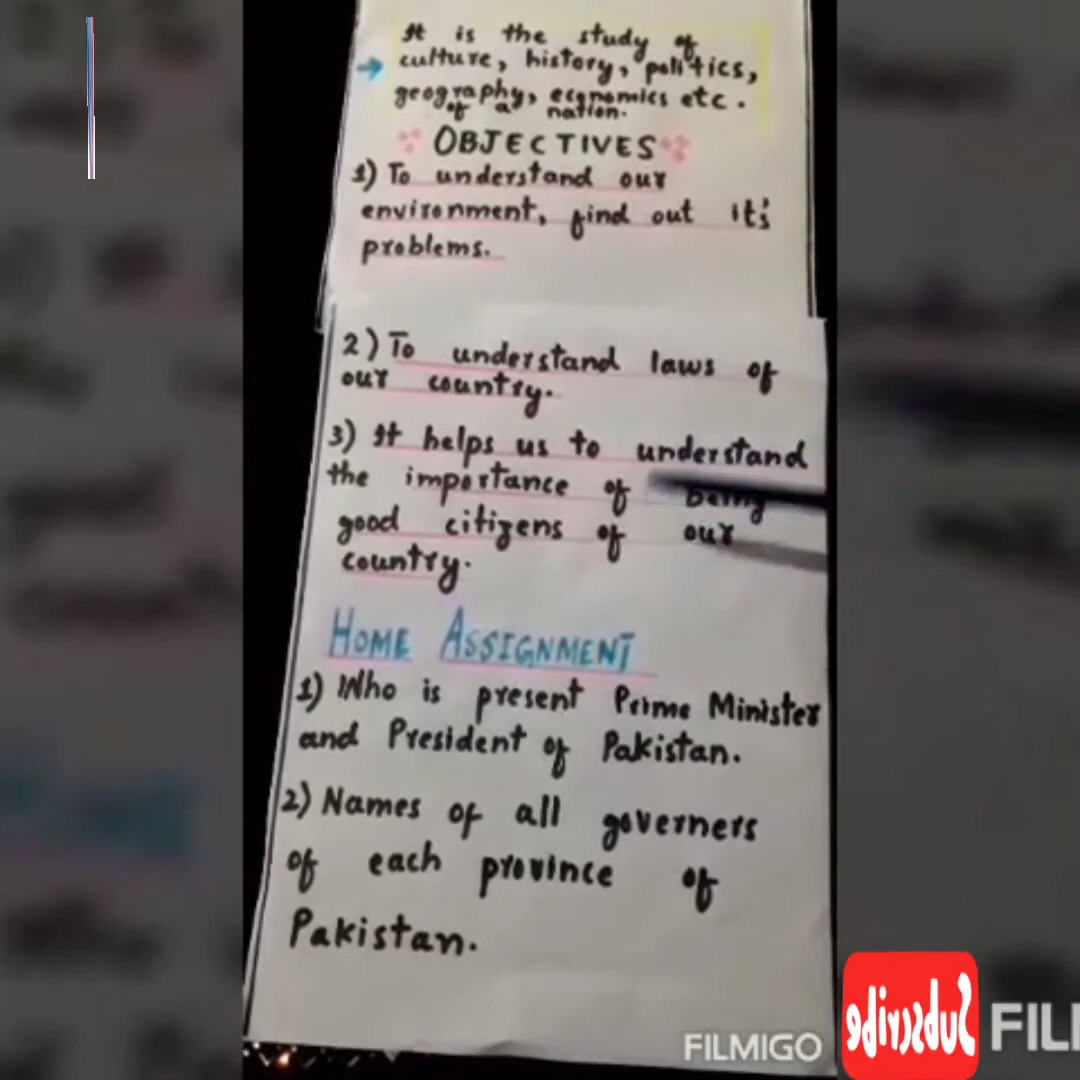 It is the study of
culture, history, politics,
geography, economics etc.
of a nation.
OBJECTIVES
1) To understand our
environment, find out it's
problems.
2) To understand laws of
our country.
3) It helps us to understand
the importance of being
good citizens of our
country.
HOME ASSIGNMENT
1) Who is present Prime Minister
and President of Pakistan.
2) Names of all governers
of each province of
Pakistan.
FILMIGO
Subscribe
FIL